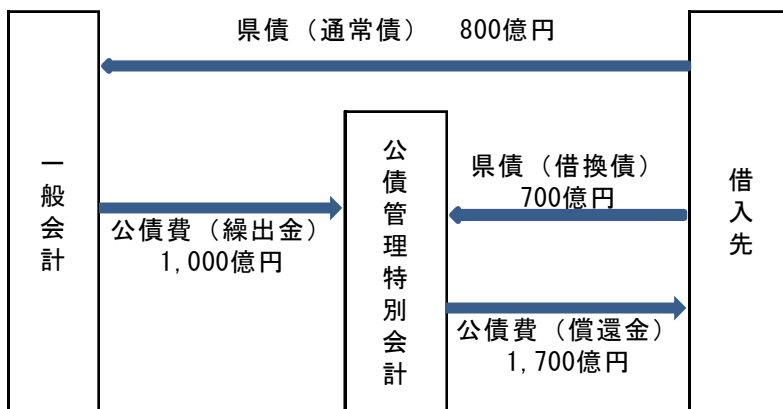 県債（通常債）　800億円
一般会計
公債管理特別会計
借入先
県債（借換債）
700億円
公債費（繰出金）
1,000億円
公債費（償還金）
1,700億円